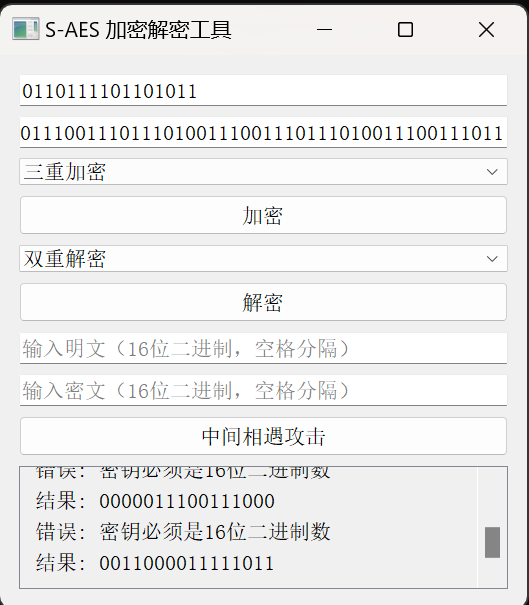 S-AES 加密解密工具
0110111101101011
0111001110111010011100111011101001110011​1011
三重加密
加密
双重解密
解密
输入明文（16位二进制，空格分隔）
输入密文（16位二进制，空格分隔）
中间相遇攻击
错误: 密钥必须是16位二进制数
结果: 0000011100111000
错误: 密钥必须是16位二进制数
结果: 0011000011111011